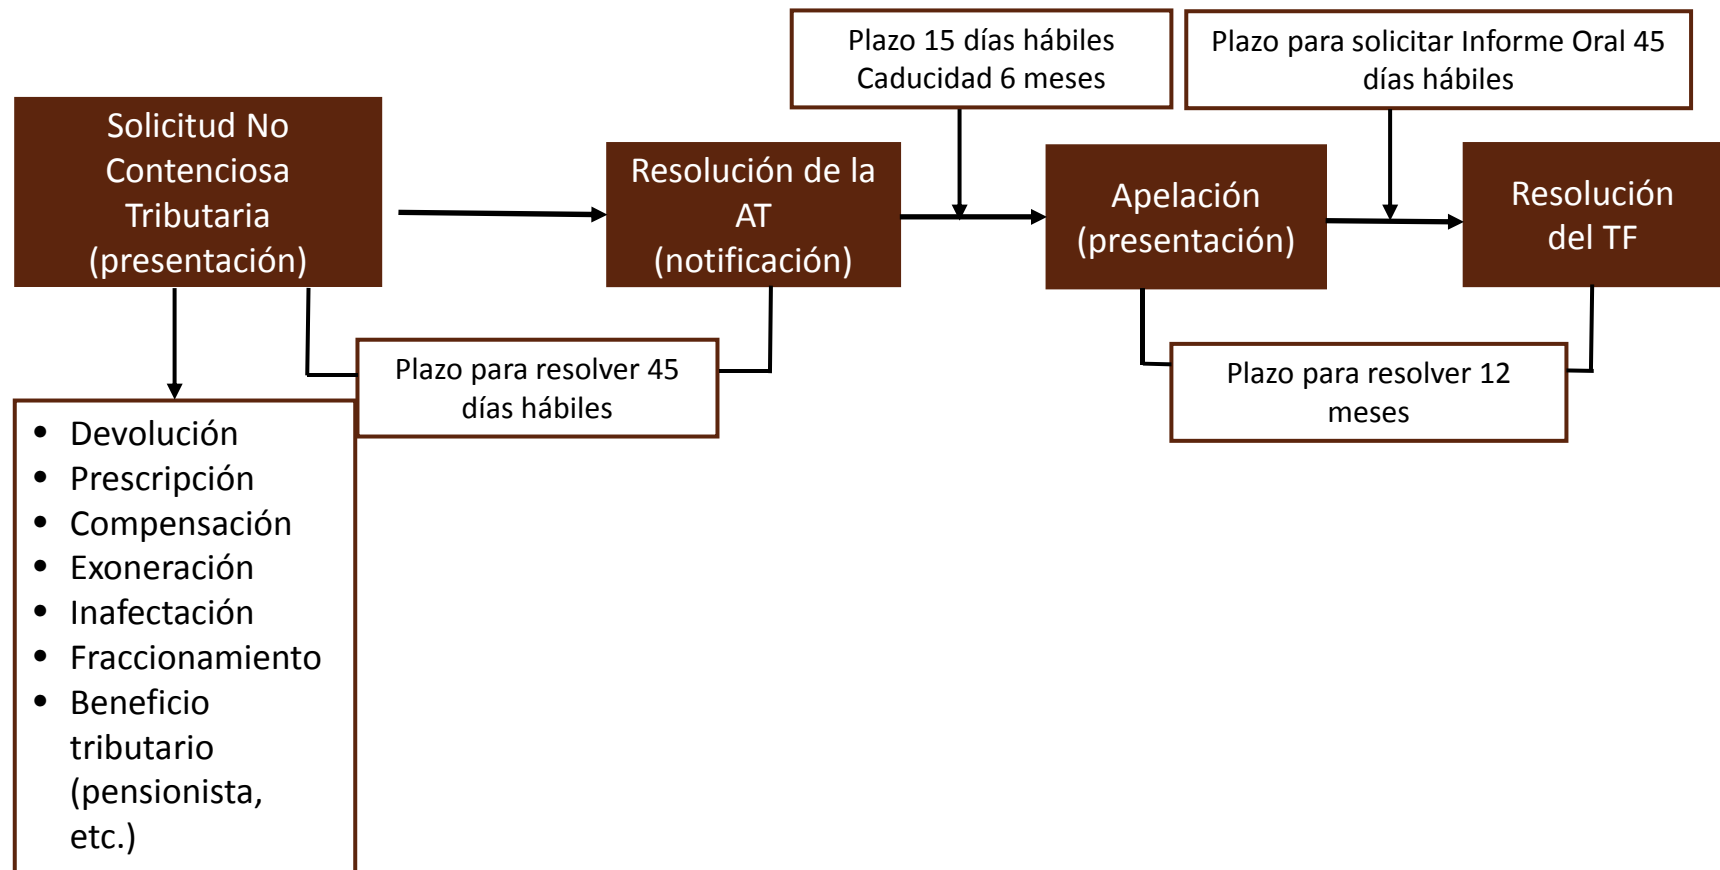 Plazo 15 días hábiles
Caducidad 6 meses
Plazo para solicitar Informe Oral 45
días hábiles
Solicitud No
Contenciosa
Tributaria
(presentación)
Resolución de la
AT
(notificación)
Apelación
(presentación)
Resolución
del TF
Plazo para resolver 45
días hábiles
Plazo para resolver 12
meses
• Devolución
• Prescripción
• Compensación
• Exoneración
• Inafectación
• Fraccionamiento
• Beneficio
tributario
(pensionista,
etc.)